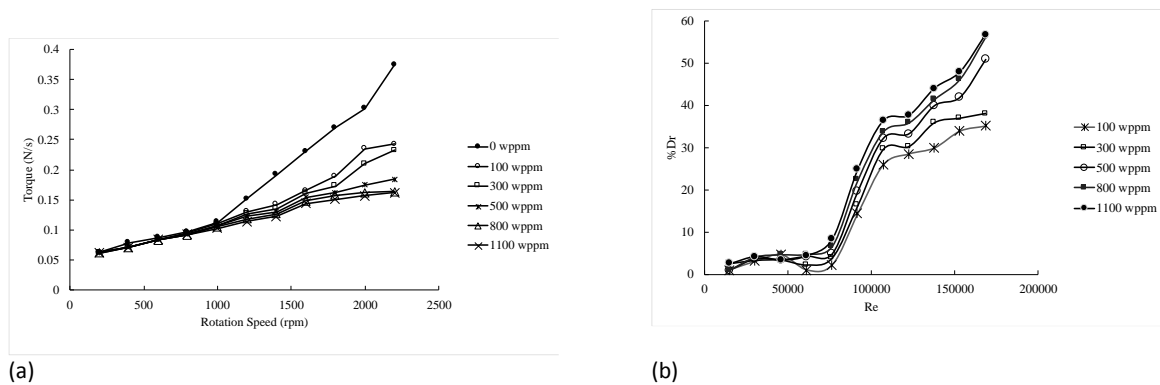 0.4
0.35
0.3
0.25
0.2
0.15
0.1
0.05
0
Torque (N/s)
0 500 1000 1500 2000 2500
Rotation Speed (rpm)
0 wppm
100 wppm
300 wppm
500 wppm
800 wppm
1100 wppm
(a)
60
50
40
30
20
10
0
% Dr
0 50000 100000 150000 200000
Re
100 wppm
300 wppm
500 wppm
800 wppm
1100 wppm
(b)